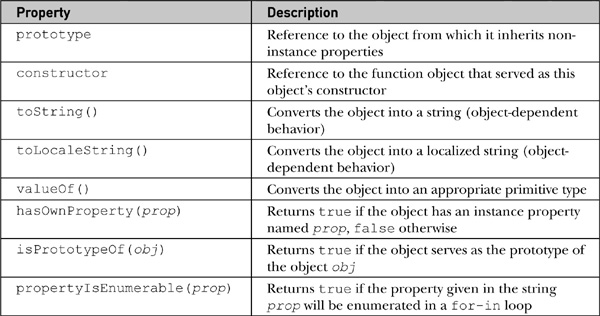 Property Description
prototype Reference to the object from which it inherits non-
instance properties
constructor Reference to the function object that served as this
object's constructor
toString() Converts the object into a string (object-dependent
behavior)
toLocaleString() Converts the object into a localized string (object-
dependent behavior)
valueOf() Converts the object into an appropriate primitive type
hasOwnProperty(prop) Returns true if the object has an instance property
named prop, false otherwise
isPrototypeOf(obj) Returns true if the object serves as the prototype of
the object obj
propertyIsEnumerable(prop) Returns true if the property given in the string
prop will be enumerated in a for-in loop